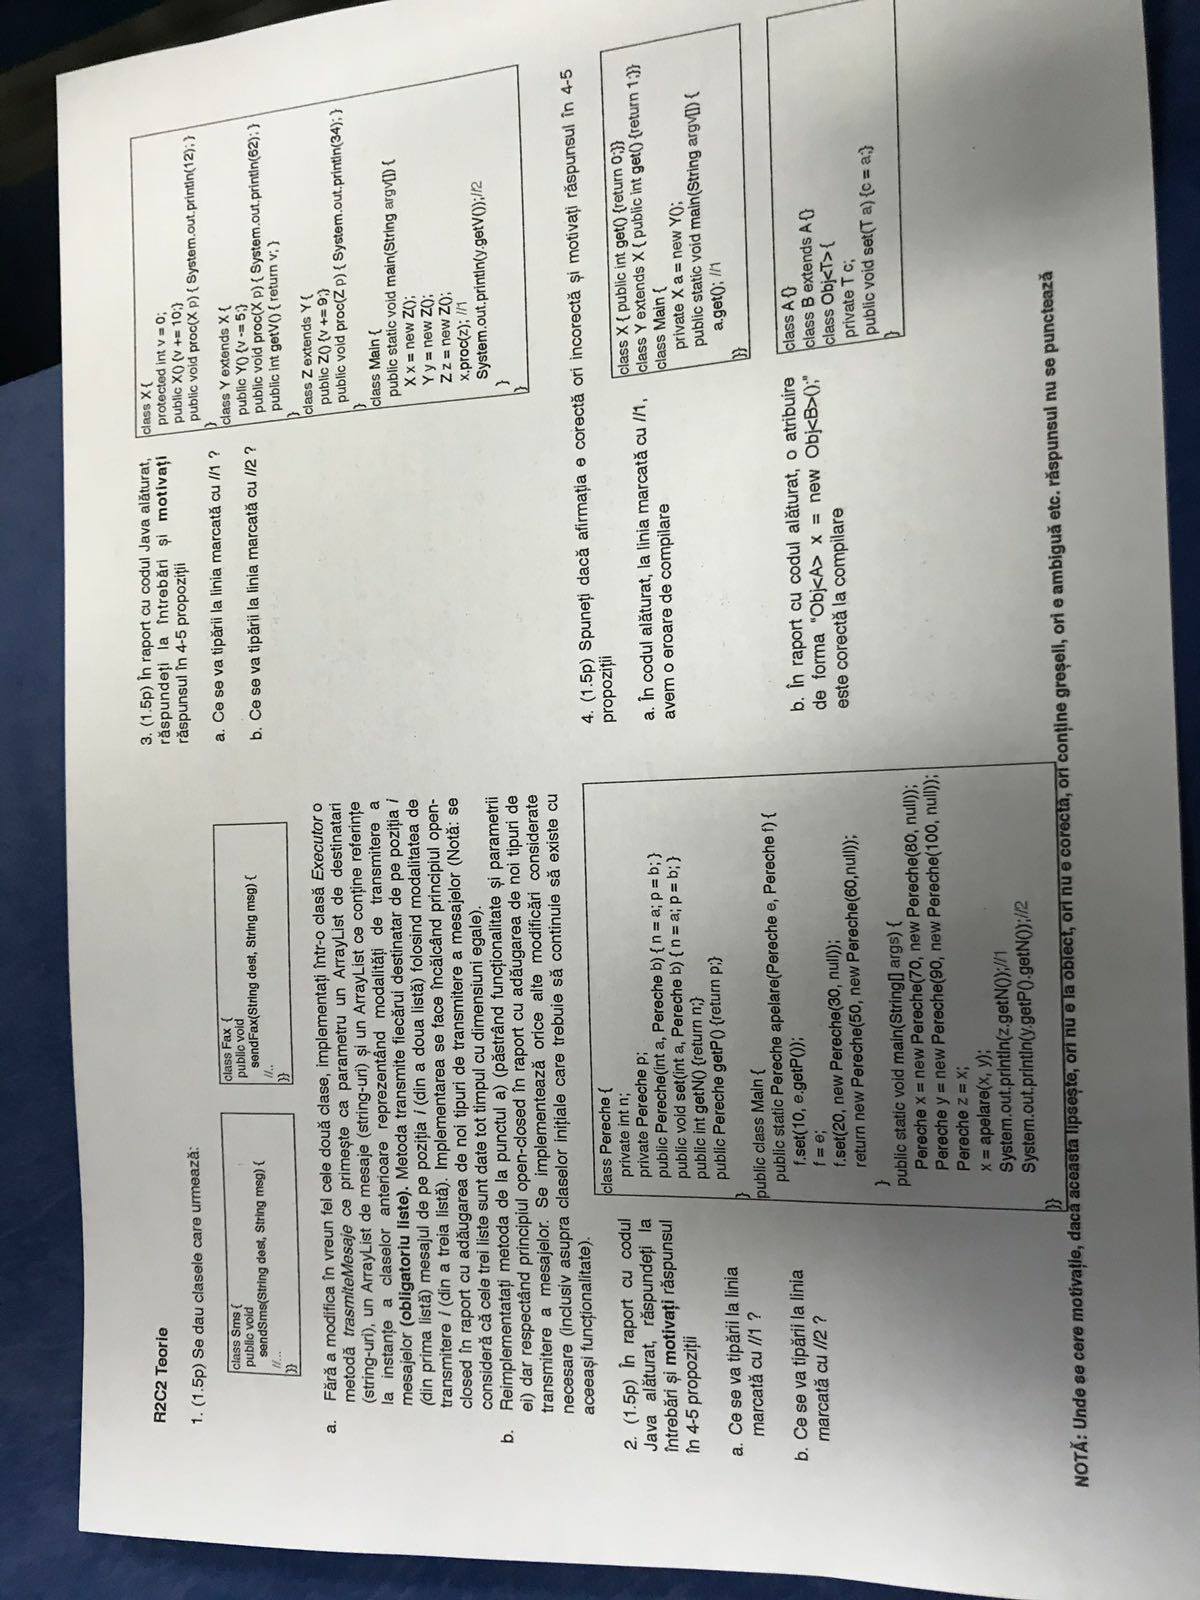 R2C2 Teorie
1. (1.5p) Se dau clasele care urmează:
class Sms {
public void
sendSms(String dest, String msg) {
//...
}}
class Fax {
public void
sendFax(String dest, String msg) {
//..
}}
a. Fără a modifica în vreun fel cele două clase, implementați într-o clasă Executor o
metodă trasmiteMesaje ce primește ca parametru un ArrayList de destinatari
(string-uri), un ArrayList de mesaje (string-uri) și un ArrayList ce conține referințe
la instanțe a claselor anterioare reprezentând modalități de transmitere a
mesajelor (obligatoriu liste). Metoda transmite fiecărui destinatar de pe poziția i
(din prima listă) mesajul de pe poziția i (din a doua listă) folosind modalitatea de
transmitere i (din a treia listă). Implementarea se face încălcând principiul open-
closed în raport cu adăugarea de noi tipuri de transmitere a mesajelor (Notă: se
consideră că cele trei liste sunt date tot timpul cu dimensiuni egale).
b. Reimplementatați metoda de la punctul a) (păstrând funcționalitate și parametrii
ei) dar respectând principiul open-closed în raport cu adăugarea de noi tipuri de
transmitere a mesajelor. Se implementează orice alte modificări considerate
necesare (inclusiv asupra claselor inițiale care trebuie să continuie să existe cu
aceeași funcționalitate).
2. (1.5p) În raport cu codul
Java alăturat, răspundeți la
întrebări și motivați răspunsul
în 4-5 propoziții
a. Ce se va tipări la linia
marcată cu //1 ?
b. Ce se va tipări la linia
marcată cu //2 ?
class Pereche {
private int n;
private Pereche p;
public Pereche(int a, Pereche b) { n = a; p = b; }
public void set(int a, Pereche b) { n = a; p = b; }
public int getN() {return n;}
public Pereche getP() {return p;}
}
public class Main {
public static Pereche apelare(Pereche e, Pereche f) {
f.set(10, e.getP());
f = e;
f.set(20, new Pereche(30, null));
return new Pereche(50, new Pereche(60,null));
}
public static void main(String[] args) {
Pereche x = new Pereche(70, new Pereche(80, null));
Pereche y = new Pereche(90, new Pereche(100, null));
Pereche z = x;
x = apelare(x, y);
System.out.println(z.getN());//1
System.out.println(y.getP().getN());//2
}}
3. (1.5p) În raport cu codul Java alăturat,
răspundeți la întrebări și motivați
răspunsul în 4-5 propoziții
a. Ce se va tipării la linia marcată cu //1 ?
b. Ce se va tipării la linia marcată cu //2 ?
class X {
protected int v = 0;
public X() {v += 10;}
public void proc(X p) { System.out.println(12); }
}
class Y extends X {
public Y() {v -= 5;}
public void proc(X p) { System.out.println(62); }
public int getV() { return v; }
}
class Z extends Y {
public Z() {v += 9;}
public void proc(Z p) { System.out.println(34); }
}
class Main {
public static void main(String argv[]) {
X x = new Z();
Y y = new Z();
Z z = new Z();
x.proc(z); //1
System.out.println(y.getV());//2
}
}
4. (1.5p) Spuneți dacă afirmația e corectă ori incorectă și motivați răspunsul în 4-5
propoziții
a. În codul alăturat, la linia marcată cu //1,
avem o eroare de compilare
class X { public int get() {return 0;}}
class Y extends X { public int get() {return 1;}}
class Main {
private X a = new Y();
public static void main(String argv[]) {
a.get(); //1
}}
b. În raport cu codul alăturat, o atribuire
de forma "Obj<A> x = new Obj<B>();"
este corectă la compilare
class A {}
class B extends A {}
class Obj<T> {
private T c;
public void set(T a) {c = a;}
}
NOTĂ: Unde se cere motivație, dacă aceasta lipsește, ori nu e la obiect, ori nu e corectă, ori conține greșeli, ori e ambiguă etc. răspunsul nu se punctează